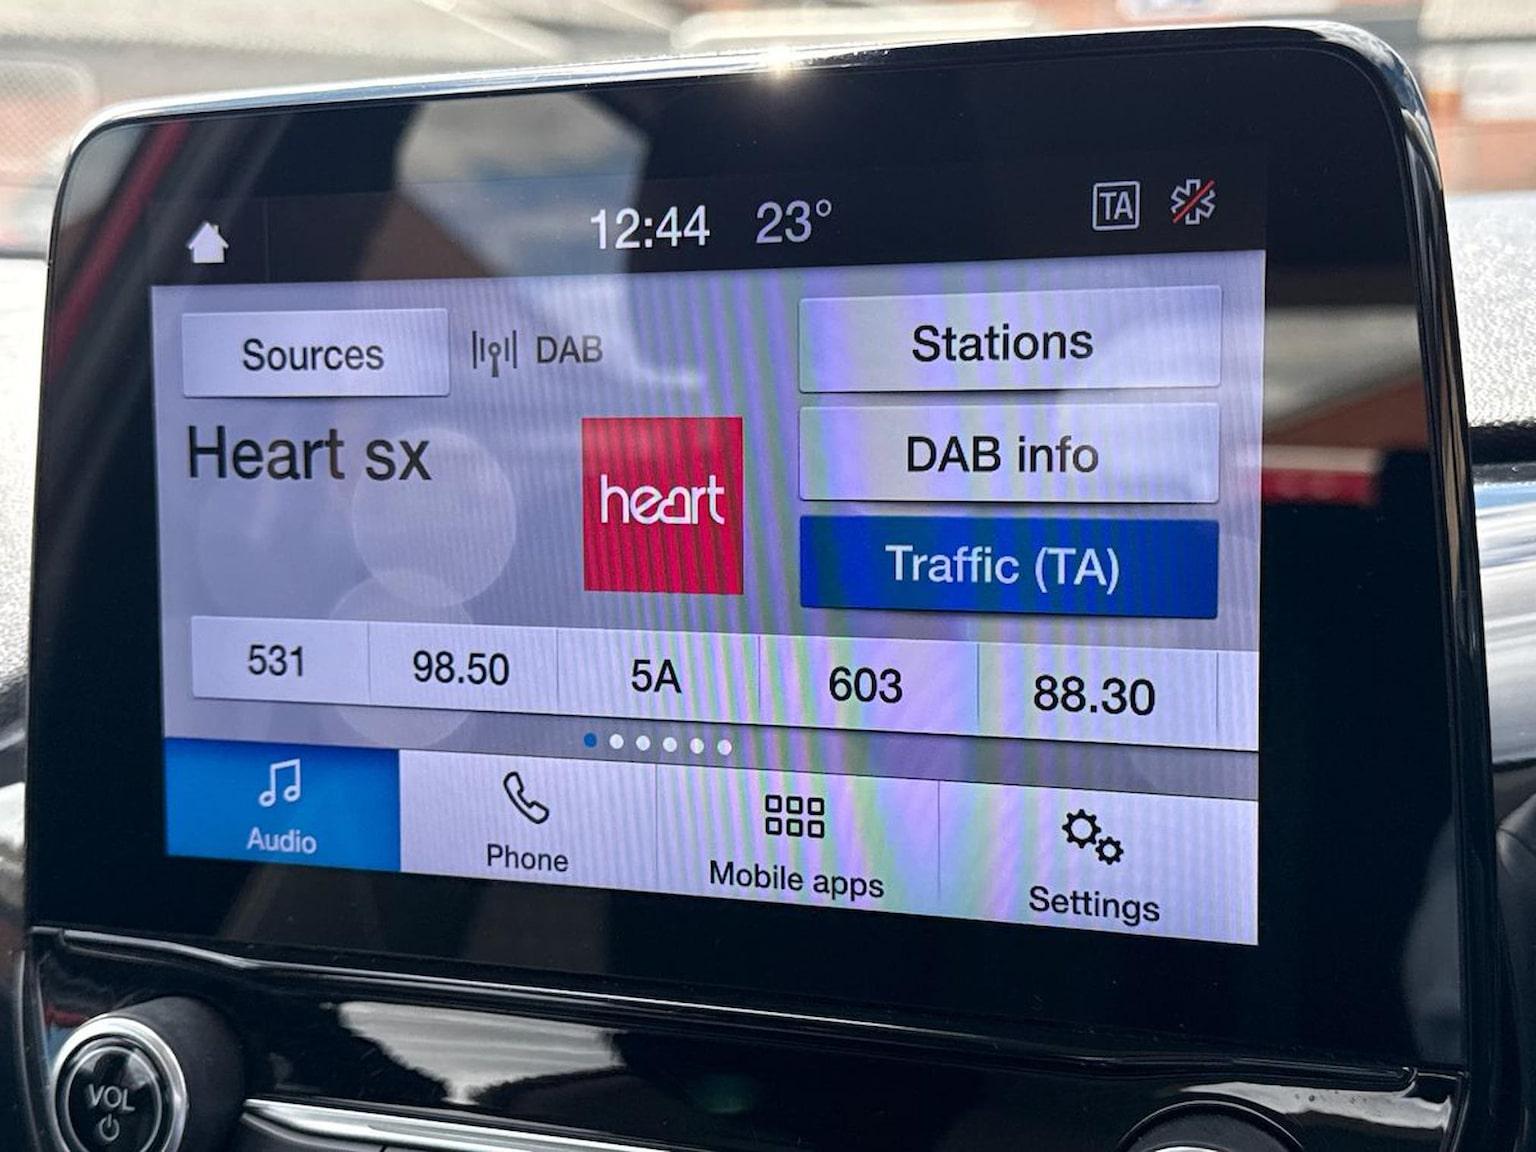 12:44 23° TA
Sources DAB Stations
Heart sx
heart
DAB info
Traffic (TA)
531 98.50 5A 603 88.30
Audio Phone Mobile apps Settings
VOL